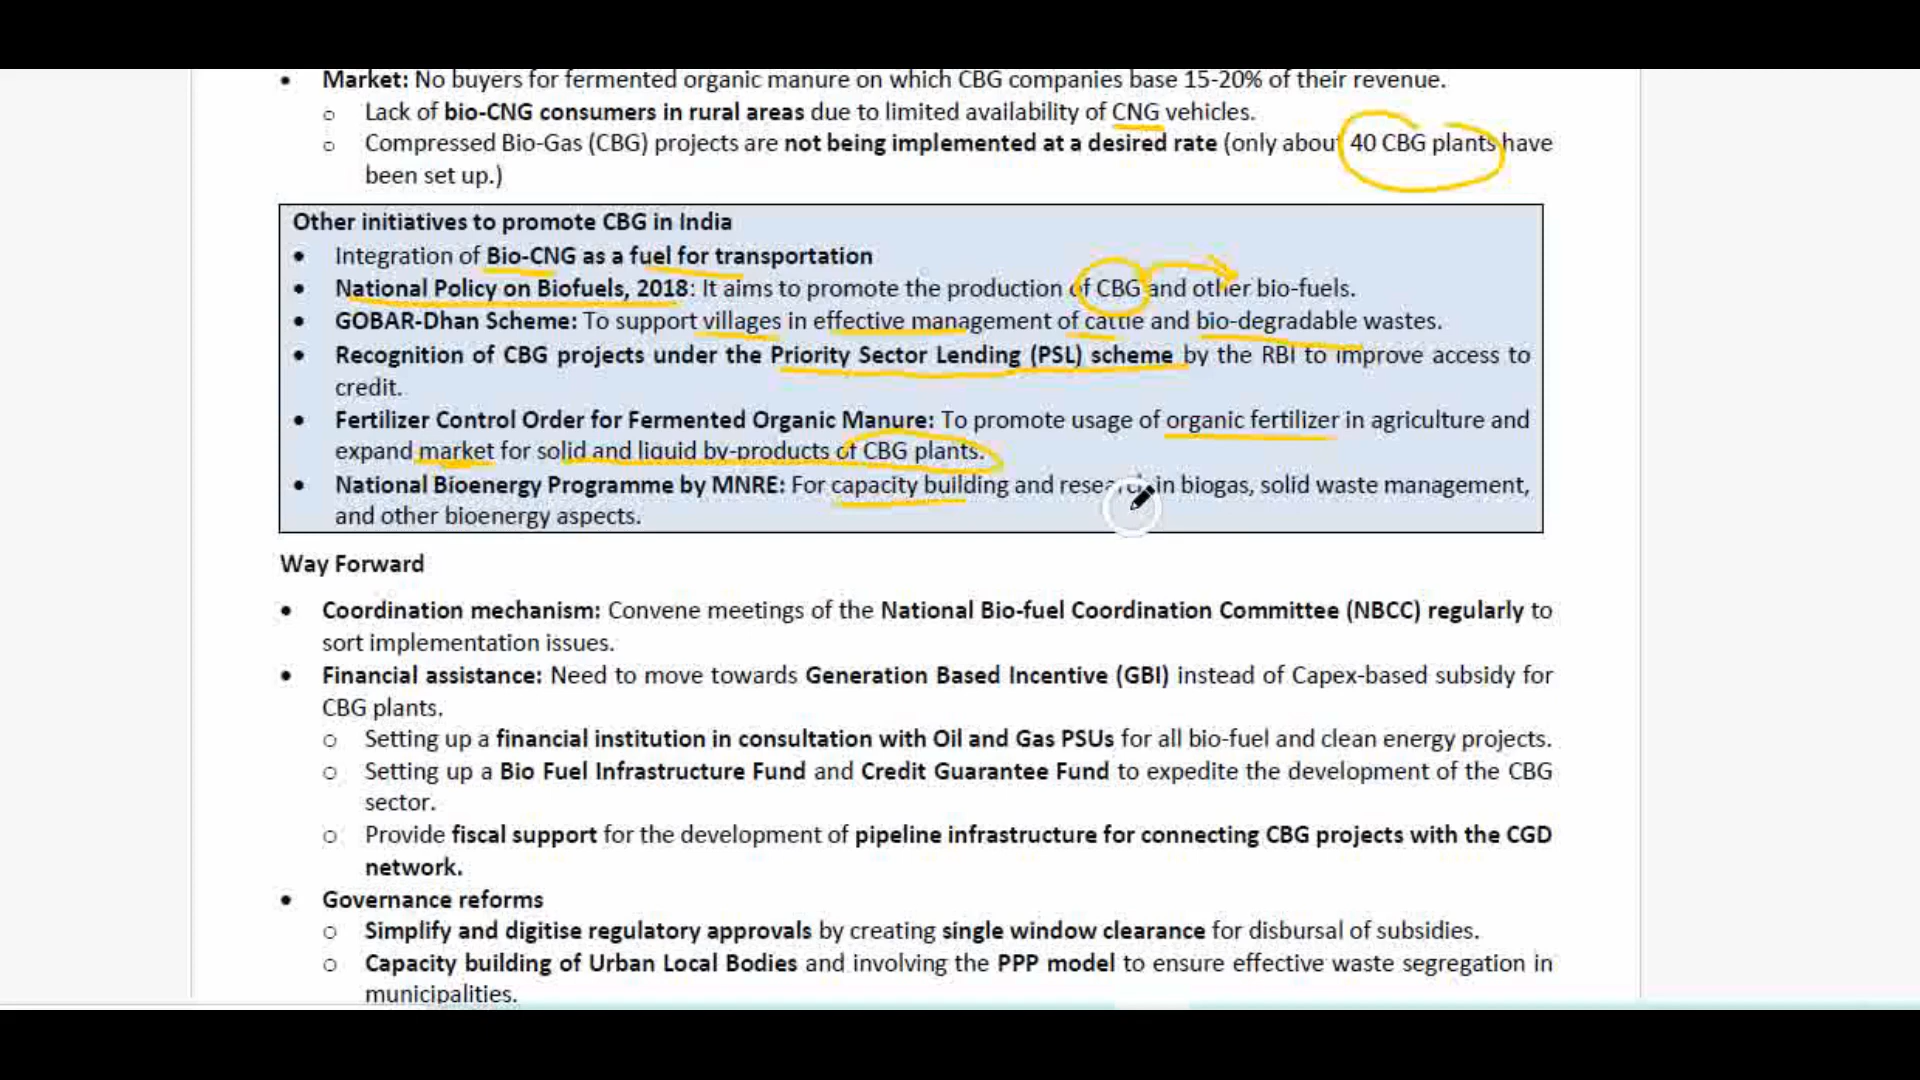 • Market: No buyers for fermented organic manure on which CBG companies base 15-20% of their revenue.
o Lack of bio-CNG consumers in rural areas due to limited availability of CNG vehicles.
o Compressed Bio-Gas (CBG) projects are not being implemented at a desired rate (only about 40 CBG plants have
been set up.)
Other initiatives to promote CBG in India
• Integration of Bio-CNG as a fuel for transportation
• National Policy on Biofuels, 2018: It aims to promote the production of CBG and other bio-fuels.
• GOBAR-Dhan Scheme: To support villages in effective management of cattle and bio-degradable wastes.
• Recognition of CBG projects under the Priority Sector Lending (PSL) scheme by the RBI to improve access to
credit.
• Fertilizer Control Order for Fermented Organic Manure: To promote usage of organic fertilizer in agriculture and
expand market for solid and liquid by-products of CBG plants.
• National Bioenergy Programme by MNRE: For capacity building and research in biogas, solid waste management,
and other bioenergy aspects.
Way Forward
• Coordination mechanism: Convene meetings of the National Bio-fuel Coordination Committee (NBCC) regularly to
sort implementation issues.
• Financial assistance: Need to move towards Generation Based Incentive (GBI) instead of Capex-based subsidy for
CBG plants.
o Setting up a financial institution in consultation with Oil and Gas PSUs for all bio-fuel and clean energy projects.
o Setting up a Bio Fuel Infrastructure Fund and Credit Guarantee Fund to expedite the development of the CBG
sector.
o Provide fiscal support for the development of pipeline infrastructure for connecting CBG projects with the CGD
network.
• Governance reforms
o Simplify and digitise regulatory approvals by creating single window clearance for disbursal of subsidies.
o Capacity building of Urban Local Bodies and involving the PPP model to ensure effective waste segregation in
municipalities.